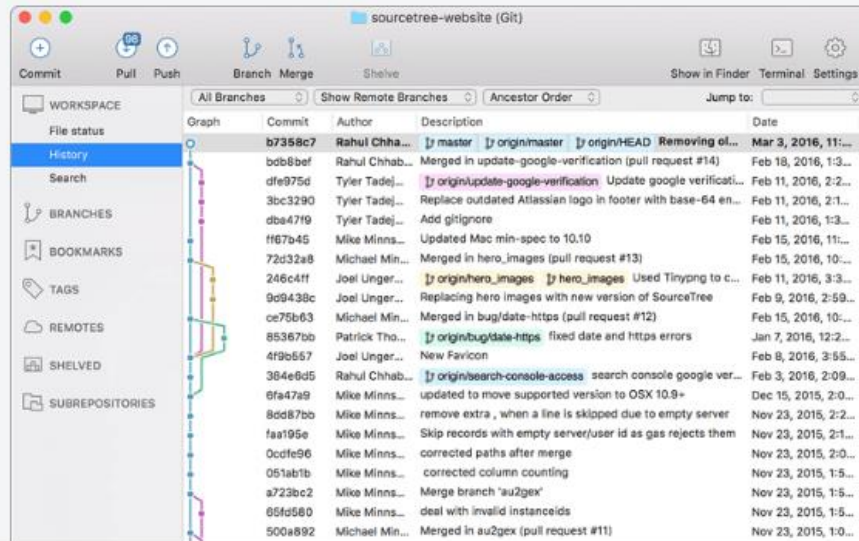 sourcetree-website (Git)
96
Commit Pull Push Branch Merge Shelve Show in Finder Terminal Settings
All Branches Show Remote Branches Ancestor Order Jump to:
WORKSPACE
File status
History
Search
BRANCHES
BOOKMARKS
TAGS
REMOTES
SHELVED
SUBREPOSITORIES
Graph Commit Author Description Date
b7358c7 Rahul Chha... master origin/master origin/HEAD Removing ol... Mar 3, 2016, 11:...
bdb8bef Rahul Chhab... Merged in update-google-verification (pull request #14) Feb 18, 2016, 1:3...
dfe975d Tyler Tadej... origin/update-google-verification Update google verificati... Feb 11, 2016, 2:2...
3bc3290 Tyler Tadej... Replace outdated Atlassian logo in footer with base-64 en... Feb 11, 2016, 2:1...
dba47f9 Tyler Tadej... Add gitignore Feb 11, 2016, 1:3...
ff67b45 Mike Minns... Updated Mac min-spec to 10.10 Feb 15, 2016, 11:...
72d32a8 Michael Min... Merged in hero_images (pull request #13) Feb 15, 2016, 10:...
246c4ff Joel Unger... origin/hero_images hero_images Used Tinypng to c... Feb 11, 2016, 3:3...
9d9438c Joel Unger... Replacing hero images with new version of SourceTree Feb 9, 2016, 2:59...
ce75b63 Michael Min... Merged in bug/date-https (pull request #12) Feb 15, 2016, 10:...
85367bb Patrick Tho... origin/bug/date-https fixed date and https errors Jan 7, 2016, 12:2...
4f9b557 Joel Unger... New Favicon Feb 8, 2016, 3:55...
384e6d5 Rahul Chhab... origin/search-console-access search console google ver... Feb 3, 2016, 2:09...
6fa47a9 Mike Minns... updated to move supported version to OSX 10.9+ Dec 15, 2015, 2:0...
8dd87bb Mike Minns... remove extra , when a line is skipped due to empty server Nov 23, 2015, 2:2...
faa195e Mike Minns... Skip records with empty server/user id as gas rejects them Nov 23, 2015, 2:1...
0cdfe96 Mike Minns... corrected paths after merge Nov 23, 2015, 2:0...
051ab1b Mike Minns... corrected column counting Nov 23, 2015, 1:5...
a723bc2 Mike Minns... Merge branch 'au2gex' Nov 23, 2015, 1:5...
65fd580 Mike Minns... deal with invalid instanceids Nov 23, 2015, 1:5...
500a892 Michael Min... Merged in au2gex (pull request #11) Nov 23, 2015, 1:0...